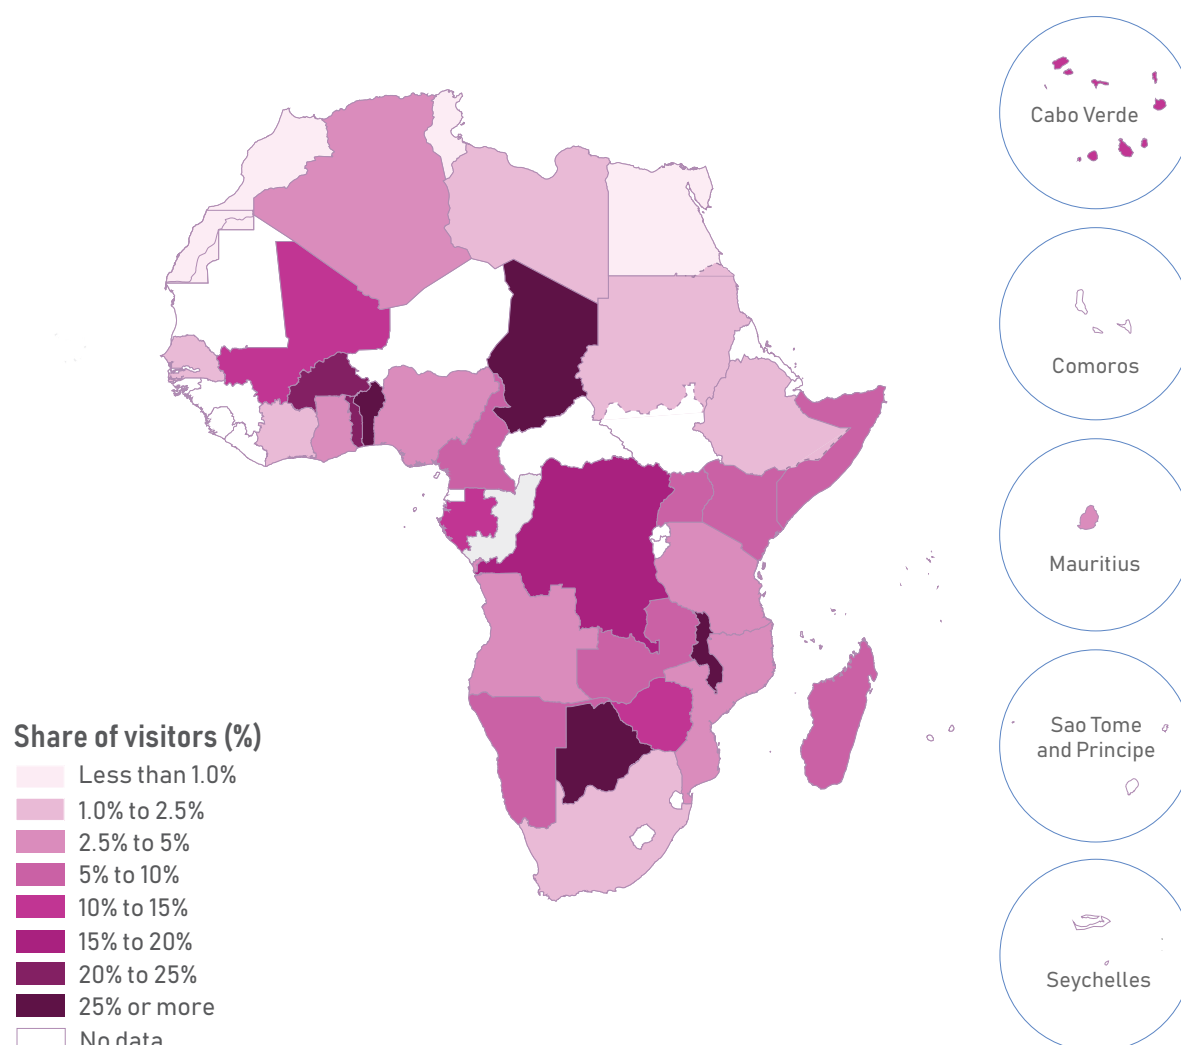 Cabo Verde
Comoros
Mauritius
Sao Tome
and Principe
Seychelles
Share of visitors (%)
Less than 1.0%
1.0% to 2.5%
2.5% to 5%
5% to 10%
10% to 15%
15% to 20%
20% to 25%
25% or more
No data